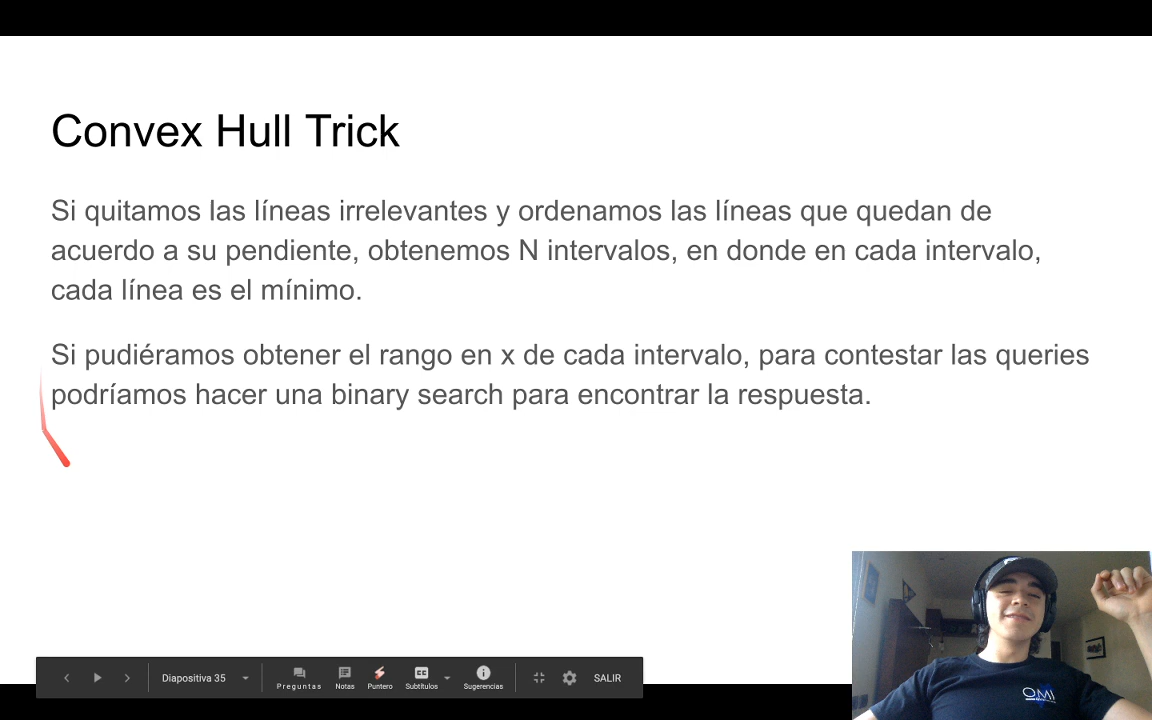 Convex Hull Trick
Si quitamos las líneas irrelevantes y ordenamos las líneas que quedan de
acuerdo a su pendiente, obtenemos N intervalos, en donde en cada intervalo,
cada línea es el mínimo.
Si pudiéramos obtener el rango en x de cada intervalo, para contestar las queries
podríamos hacer una binary search para encontrar la respuesta.
Diapositiva 35
Preguntas
Notas
Puntero
CC
Subtítulos
Sugerencias
SALIR
OMI